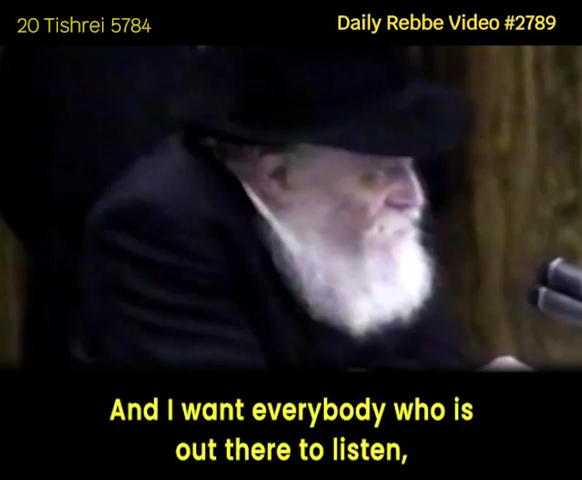 20 Tishrei 5784
Daily Rebbe Video #2789
And I want everybody who is
out there to listen,